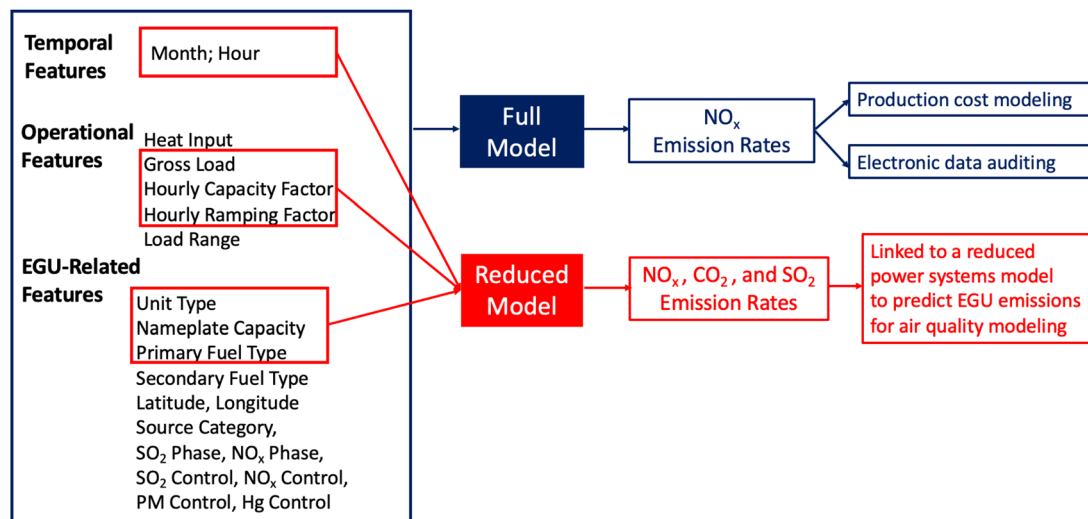 Temporal
Features
Month; Hour
Operational
Features
Heat Input
Gross Load
Hourly Capacity Factor
Hourly Ramping Factor
Load Range
EGU-Related
Features
Unit Type
Nameplate Capacity
Primary Fuel Type
Secondary Fuel Type
Latitude, Longitude
Source Category,
SO₂ Phase, NOₓ Phase,
SO₂ Control, NOₓ Control,
PM Control, Hg Control
Full
Model
NOₓ
Emission Rates
Production cost modeling
Electronic data auditing
Reduced
Model
NOₓ, CO₂, and SO₂
Emission Rates
Linked to a reduced
power systems model
to predict EGU emissions
for air quality modeling